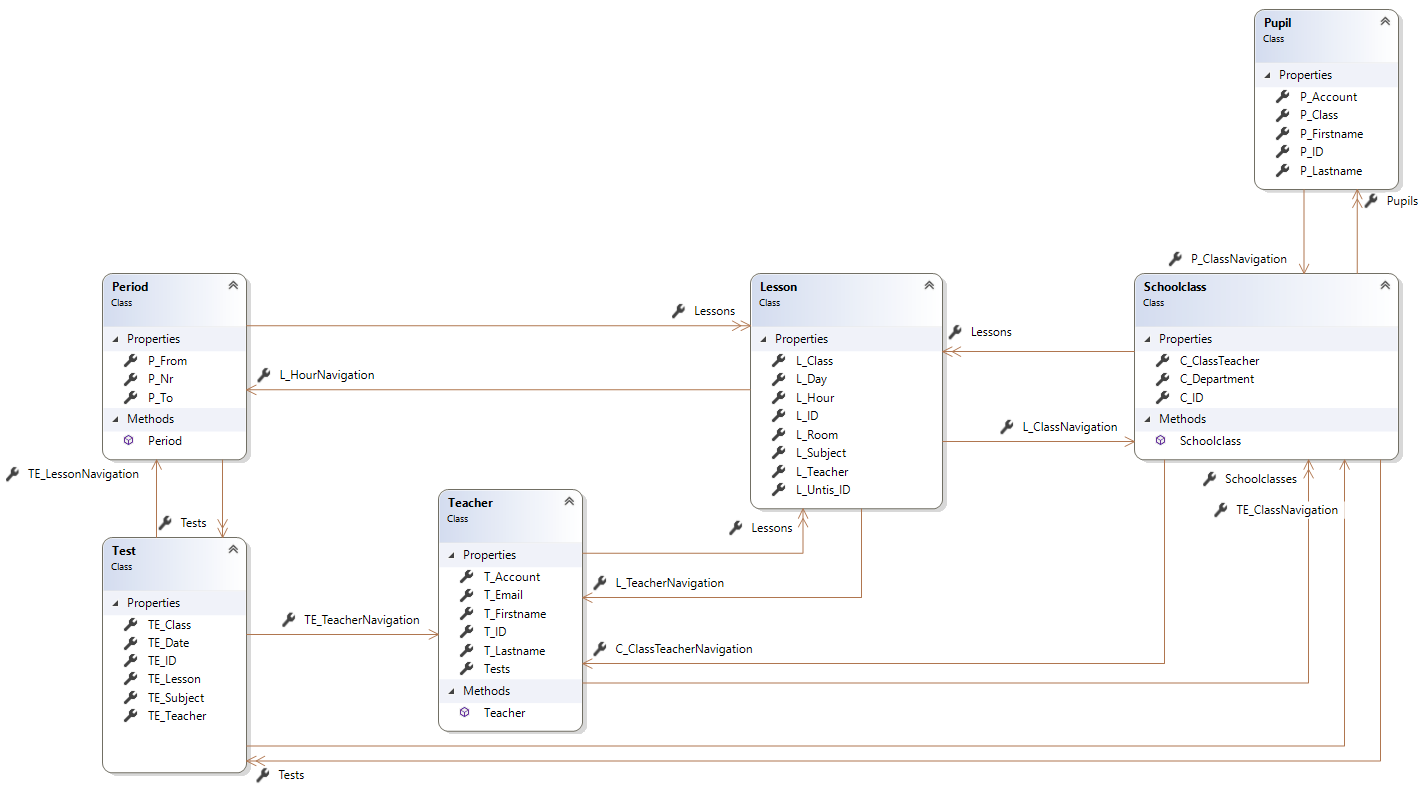 Pupil
Class
Properties
P_Account
P_Class
P_Firstname
P_ID
P_Lastname
Pupils
P_ClassNavigation
Period
Class
Properties
P_From
P_Nr
P_To
Methods
Period
Lessons
L_HourNavigation
Lesson
Class
Properties
L_Class
L_Day
L_Hour
L_ID
L_Room
L_Subject
L_Teacher
L_Untis_ID
Lessons
L_ClassNavigation
Schoolclass
Class
Properties
C_ClassTeacher
C_Department
C_ID
Methods
Schoolclass
TE_LessonNavigation
Tests
Schoolclasses
TE_ClassNavigation
Test
Class
Properties
TE_Class
TE_Date
TE_ID
TE_Lesson
TE_Subject
TE_Teacher
TE_TeacherNavigation
Teacher
Class
Properties
T_Account
T_Email
T_Firstname
T_ID
T_Lastname
Tests
Methods
Teacher
Lessons
L_TeacherNavigation
C_ClassTeacherNavigation
Tests